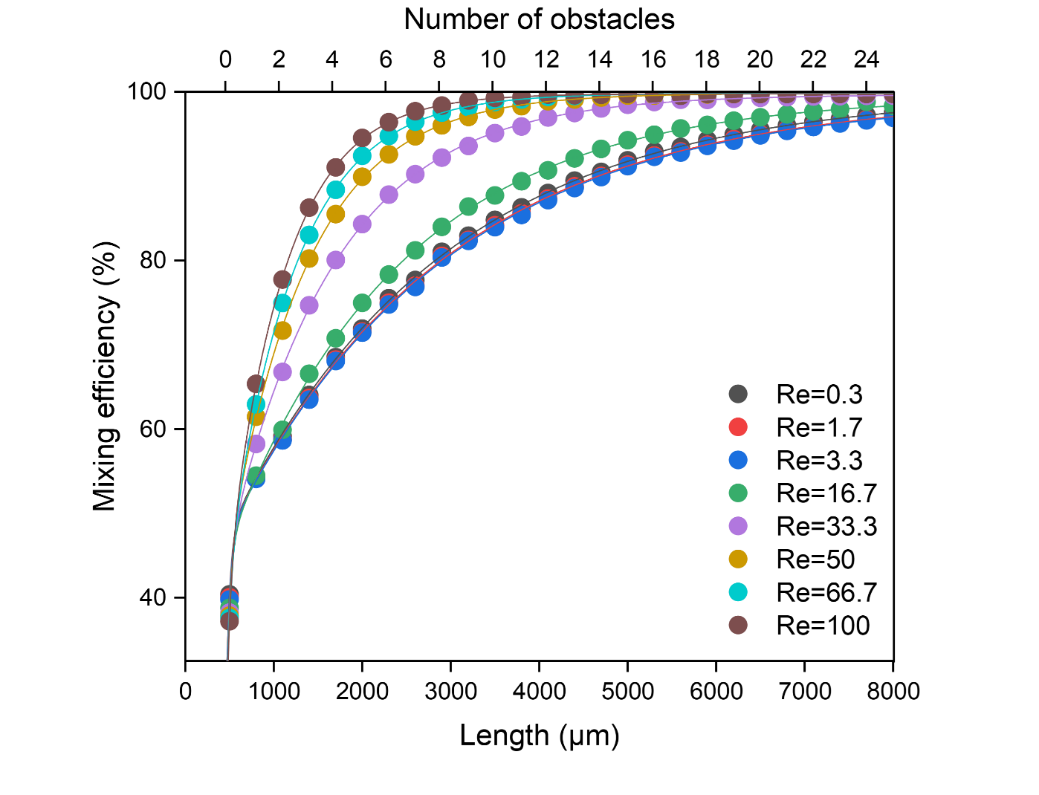 Number of obstacles
0 2 4 6 8 10 12 14 16 18 20 22 24
100
80
60
40
Mixing efficiency (%)
Re=0.3
Re=1.7
Re=3.3
Re=16.7
Re=33.3
Re=50
Re=66.7
Re=100
0 1000 2000 3000 4000 5000 6000 7000 8000
Length (μm)